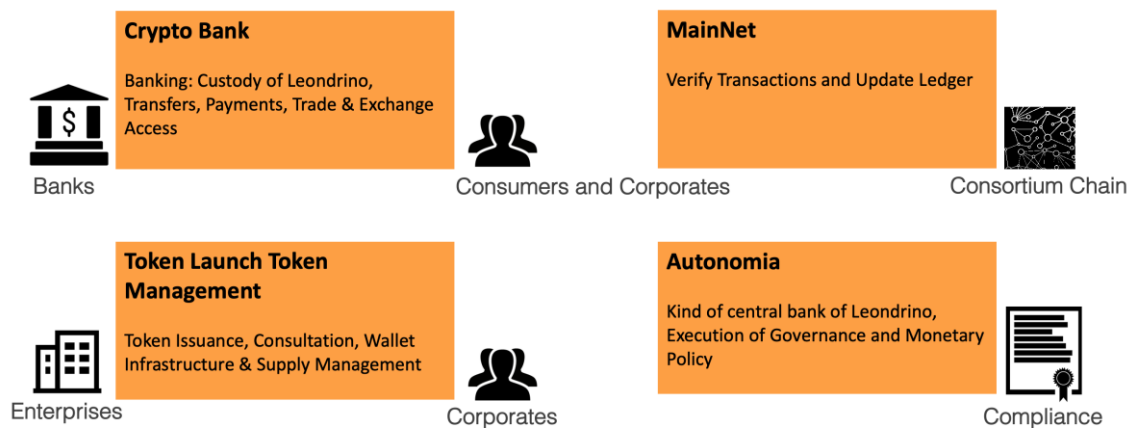 Crypto Bank
Banking: Custody of Leondrino,
Transfers, Payments, Trade & Exchange
Access
$
Banks
Consumers and Corporates
MainNet
Verify Transactions and Update Ledger
Consortium Chain
Token Launch Token
Management
Token Issuance, Consultation, Wallet
Infrastructure & Supply Management
Enterprises
Corporates
Autonomia
Kind of central bank of Leondrino,
Execution of Governance and Monetary
Policy
Compliance